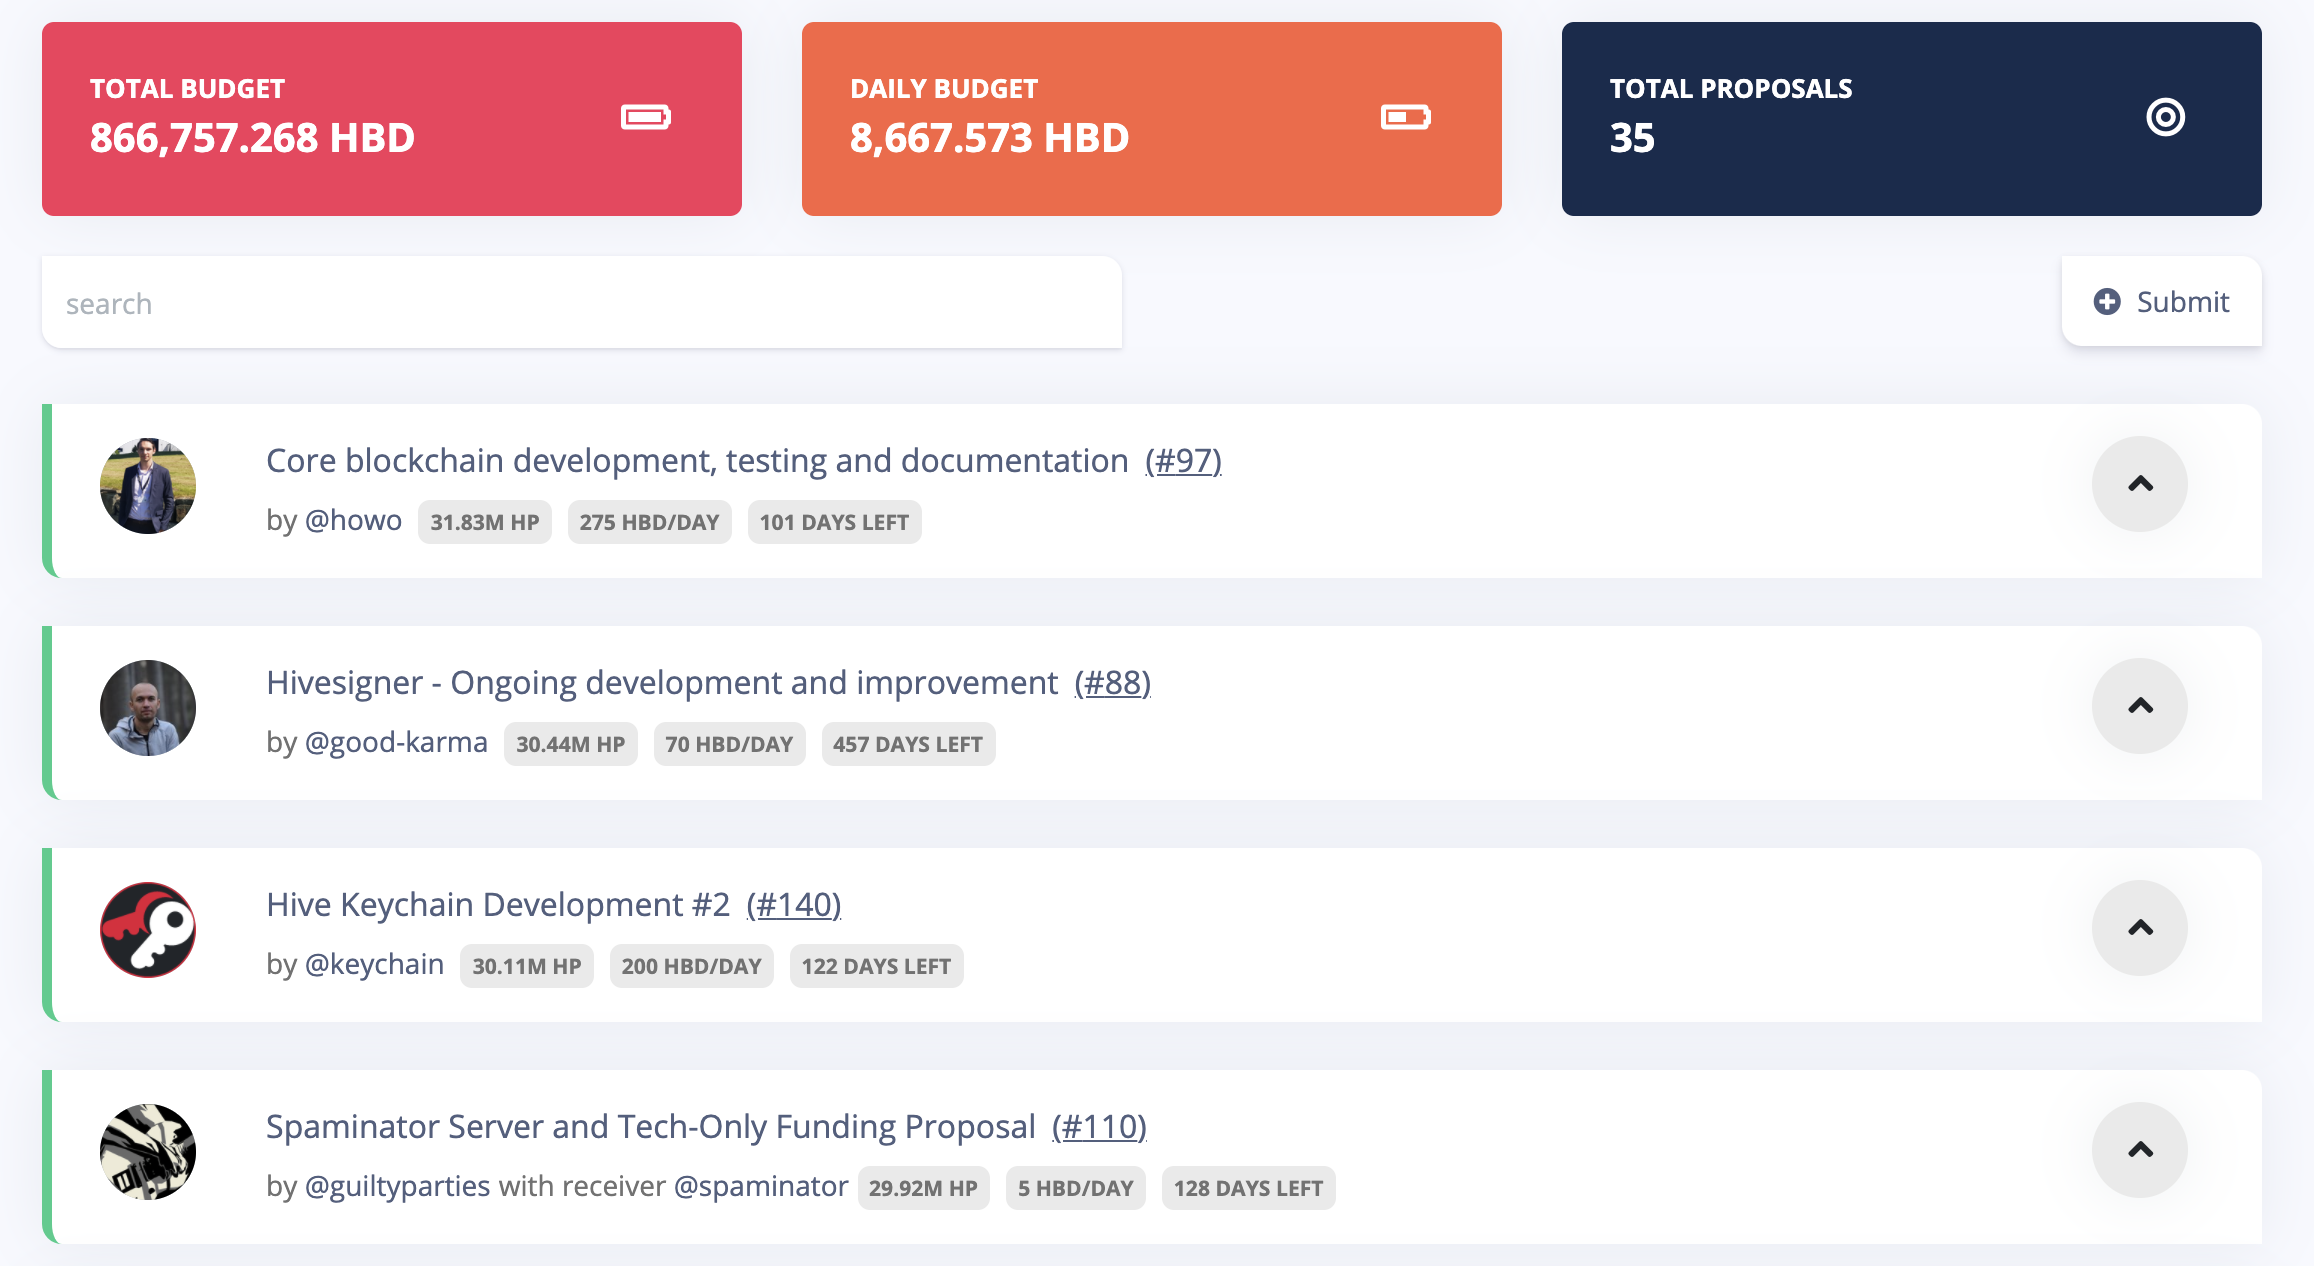 TOTAL BUDGET
866,757.268 HBD
DAILY BUDGET
8,667.573 HBD
TOTAL PROPOSALS
35
search
Submit
Core blockchain development, testing and documentation (#97)
by @howo 31.83M HP 275 HBD/DAY 101 DAYS LEFT
Hivesigner - Ongoing development and improvement (#88)
by @good-karma 30.44M HP 70 HBD/DAY 457 DAYS LEFT
Hive Keychain Development #2 (#140)
by @keychain 30.11M HP 200 HBD/DAY 122 DAYS LEFT
Spaminator Server and Tech-Only Funding Proposal (#110)
by @guiltyparties with receiver @spaminator 29.92M HP 5 HBD/DAY 128 DAYS LEFT